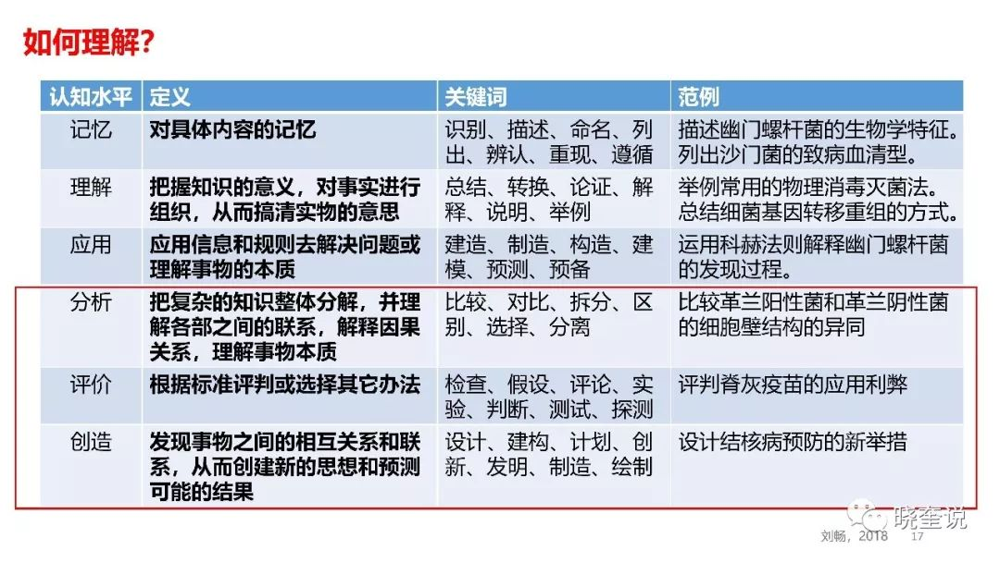 如何理解?
认知水平 定义 关键词 范例
记忆 对具体内容的记忆 识别、描述、命名、列 描述幽门螺杆菌的生物学特征。
出、辨认、重现、遵循 列出沙门菌的致病血清型。
理解 把握知识的意义，对事实进行 总结、转换、论证、解 举例常用的物理消毒灭菌法。
组织，从而搞清实物的意思 释、说明、举例 总结细菌基因转移重组的方式。
应用 应用信息和规则去解决问题或 建造、制造、构造、建 运用科赫法则解释幽门螺杆菌
理解事物的本质 模、预测、预备 的发现过程。
分析 把复杂的知识整体分解，并理 比较、对比、拆分、区 比较革兰阳性菌和革兰阴性菌
解各部之间的联系，解释因果 别、选择、分离 的细胞壁结构的异同
关系，理解事物本质
评价 根据标准评判或选择其它办法 检查、假设、评论、实 评判脊灰疫苗的应用利弊
验、判断、测试、探测
创造 发现事物之间的相互关系和联 设计、建构、计划、创 设计结核病预防的新举措
系，从而创建新的思想和预测 新、发明、制造、绘制
可能的结果
晓奎说
刘畅，2018 17